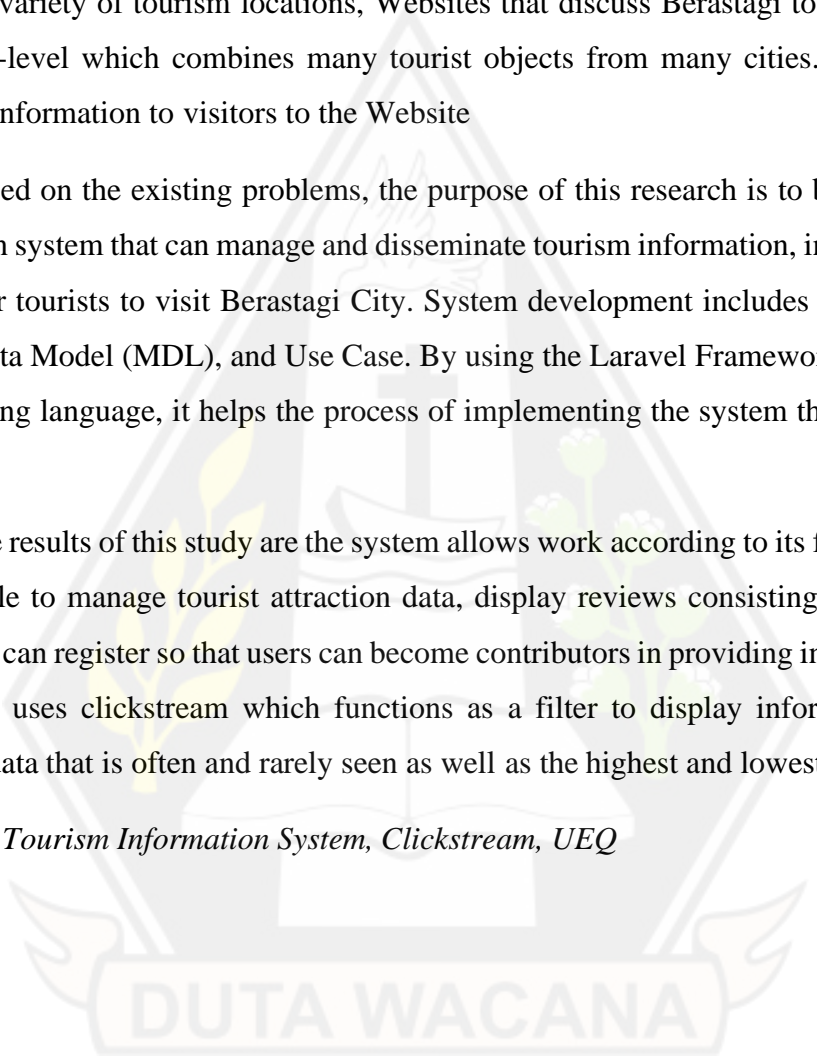 variety of tourism locations, Websites that discuss Berastagi to
-level which combines many tourist objects from many cities.
nformation to visitors to the Website
ed on the existing problems, the purpose of this research is to b
n system that can manage and disseminate tourism information, in
r tourists to visit Berastagi City. System development includes
ta Model (MDL), and Use Case. By using the Laravel Framewor
ing language, it helps the process of implementing the system th
e results of this study are the system allows work according to its f
le to manage tourist attraction data, display reviews consisting
can register so that users can become contributors in providing in
uses clickstream which functions as a filter to display infor
data that is often and rarely seen as well as the highest and lowest
Tourism Information System, Clickstream, UEQ
DUTA WACANA